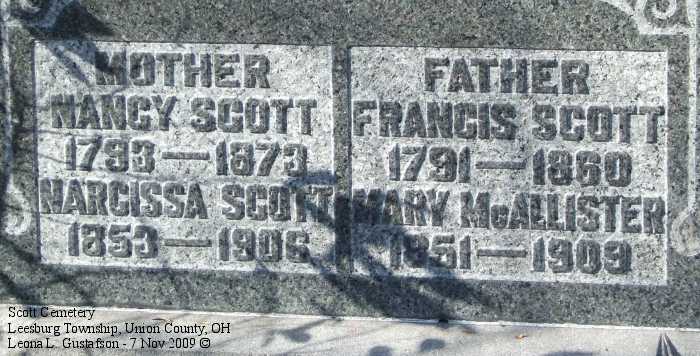 MOTHER
NANCY SCOTT
1793 — 1873
NARCISSA SCOTT
1853 — 1906
FATHER
FRANCIS SCOTT
1791 — 1860
MARY McALLISTER
1851 — 1909
Scott Cemetery
Leesburg Township, Union County, OH
Leona L. Gustafson - 7 Nov 2009 ©